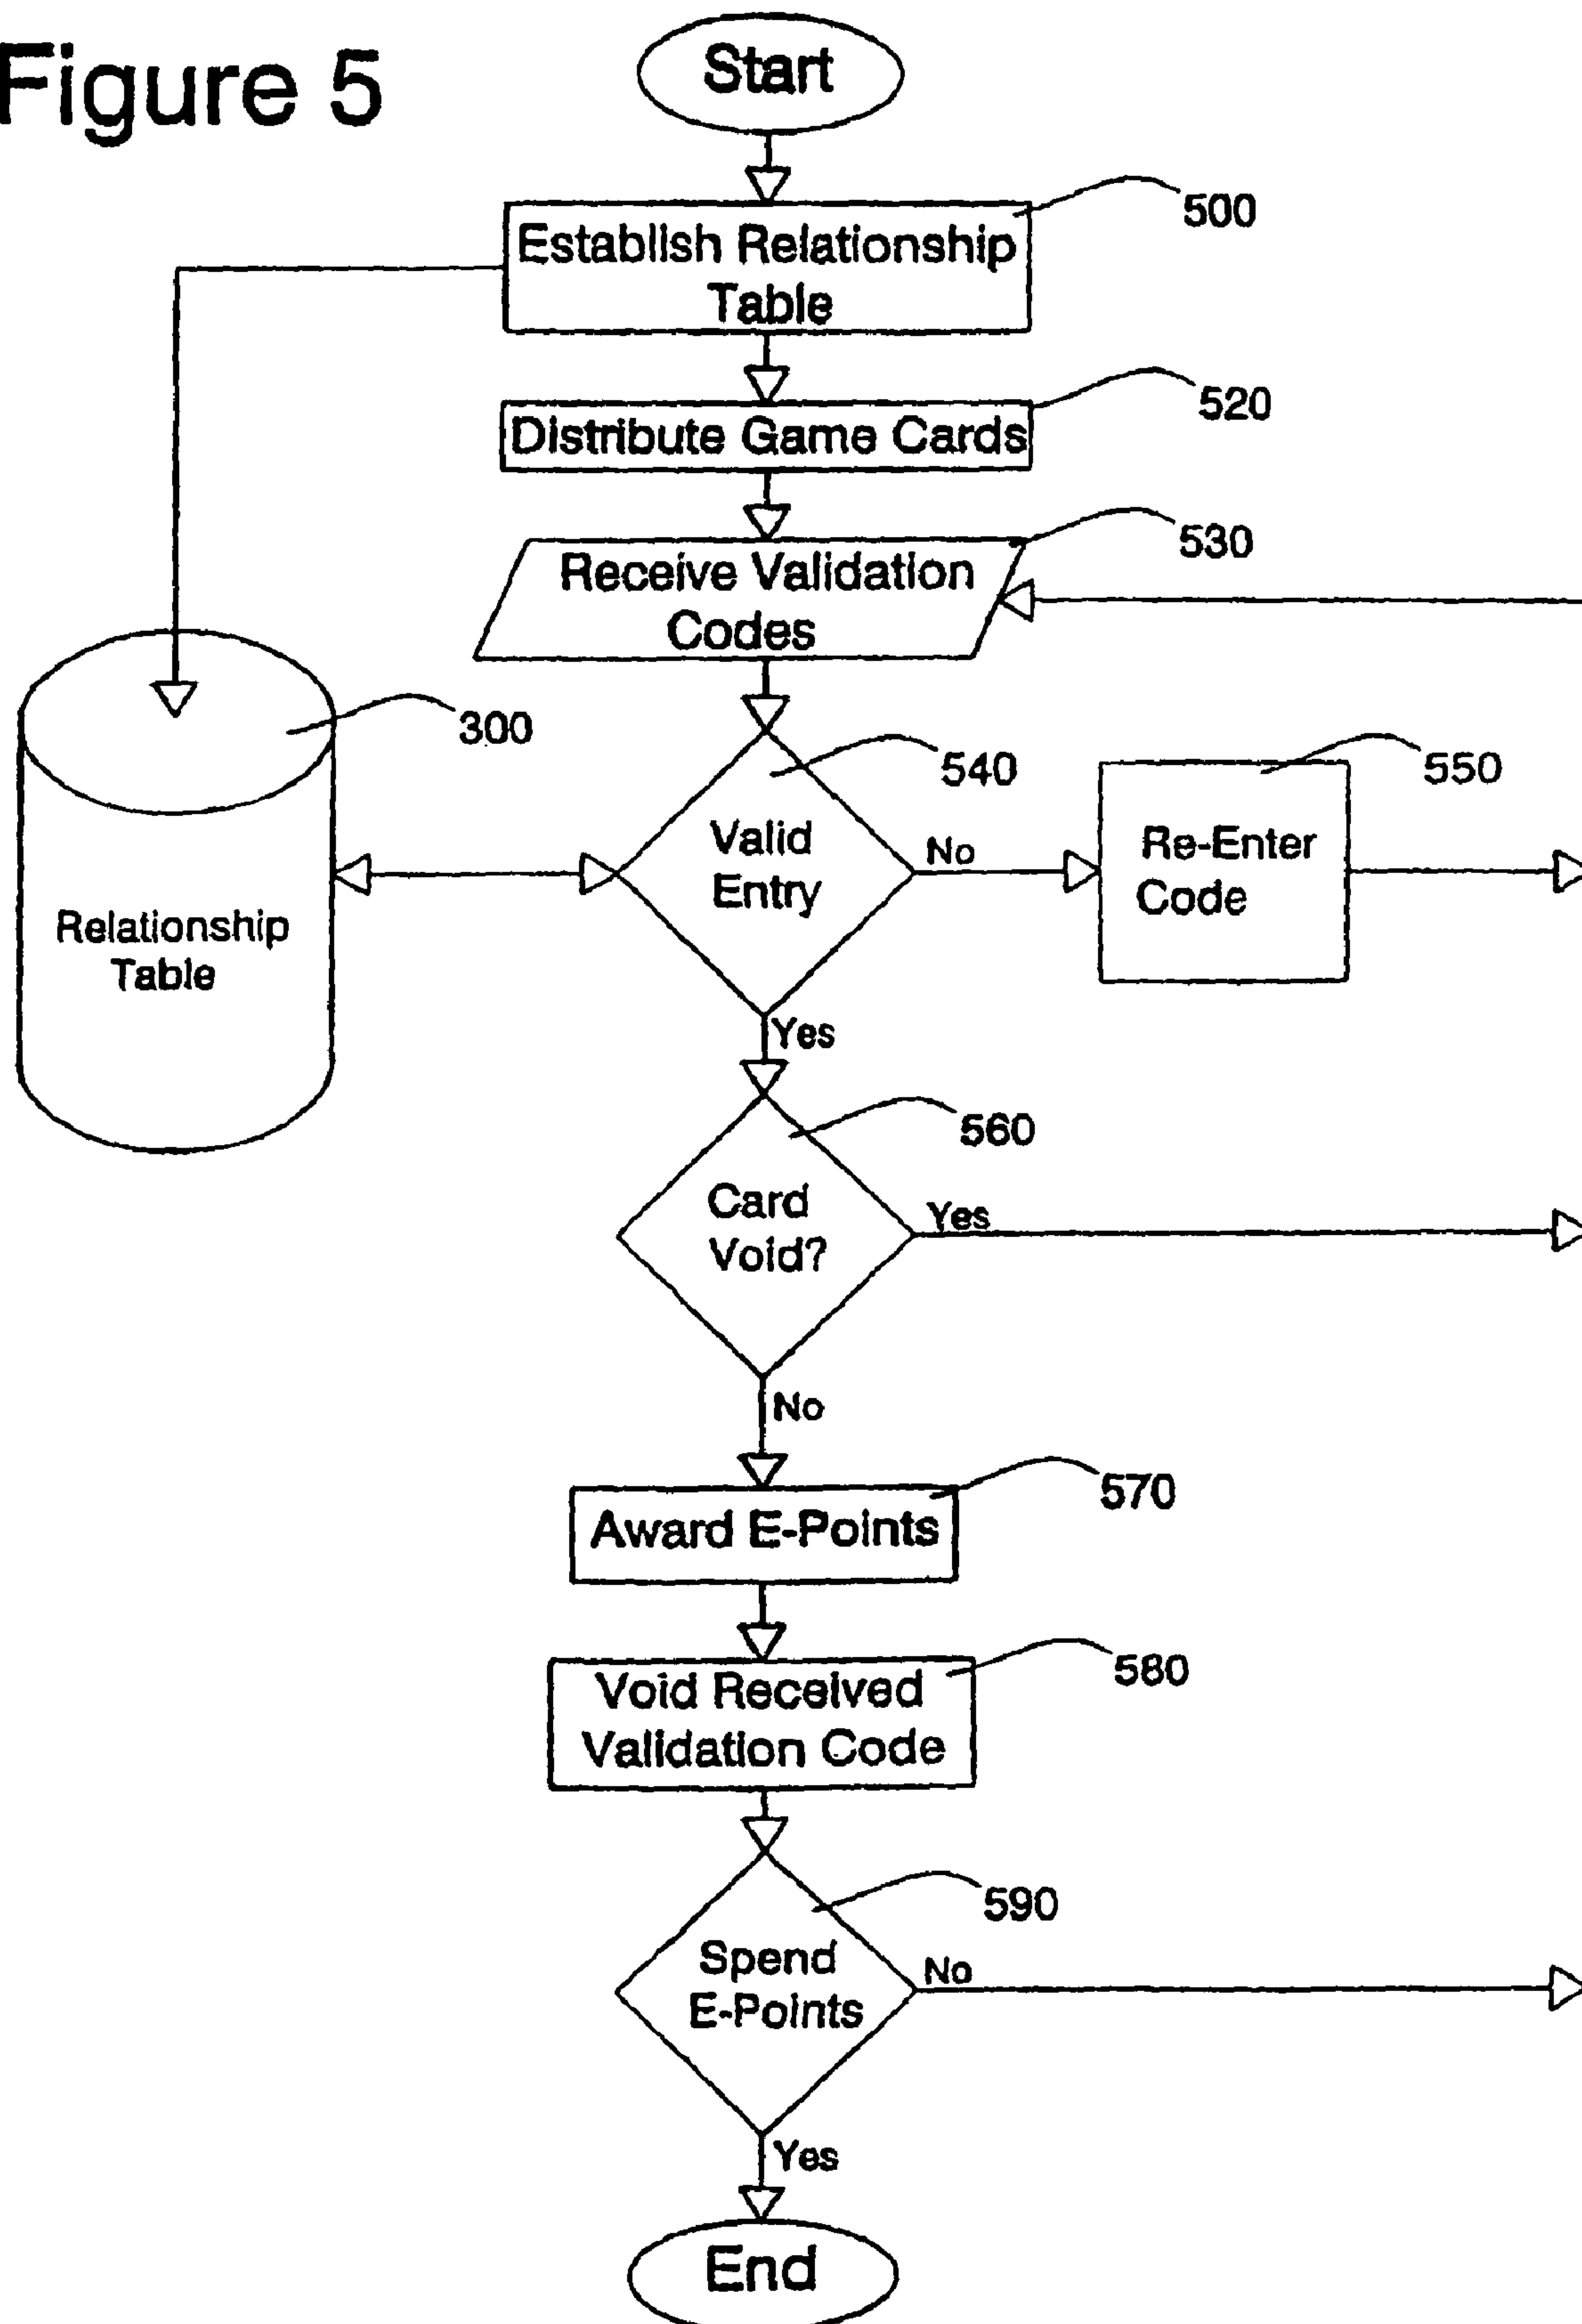 Figure 5
Start
500
Establish Relationship
Table
520
Distribute Game Cards
530
Receive Validation
Codes
300
Relationship
Table
540
Valid
Entry
No
550
Re-Enter
Code
Yes
560
Card
Void?
Yes
No
570
Award E-Points
580
Void Received
Validation Code
590
Spend
E-Points
No
Yes
End